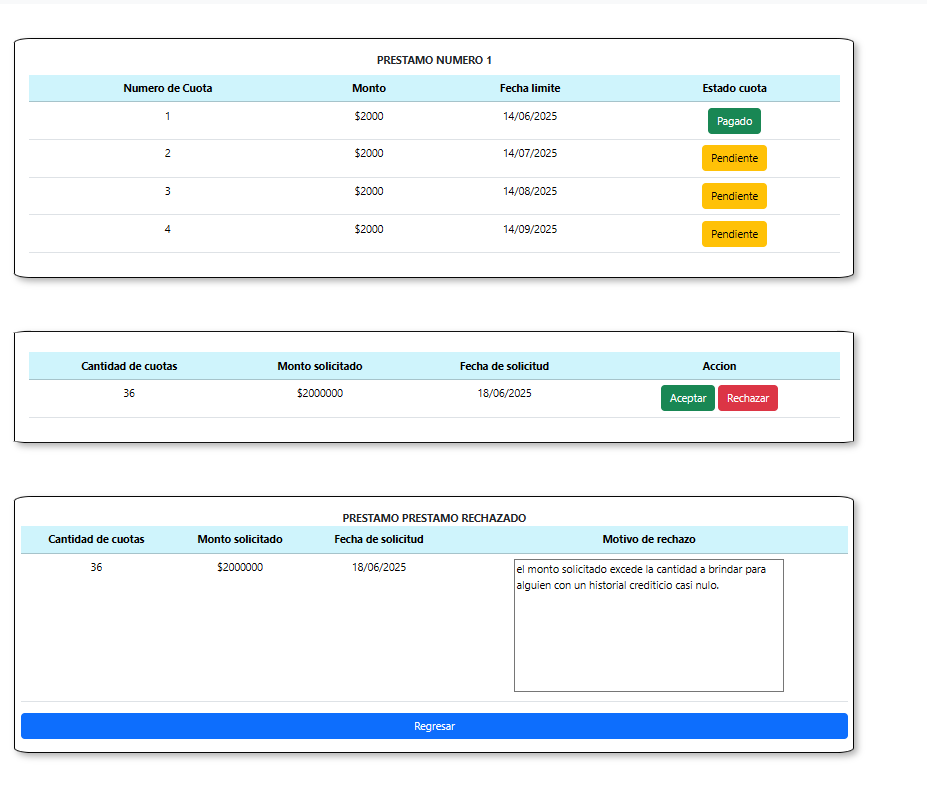 PRESTAMO NUMERO 1
Numero de Cuota Monto Fecha limite Estado cuota
1 $2000 14/06/2025 Pagado
2 $2000 14/07/2025 Pendiente
3 $2000 14/08/2025 Pendiente
4 $2000 14/09/2025 Pendiente
Cantidad de cuotas Monto solicitado Fecha de solicitud Accion
36 $2000000 18/06/2025 Aceptar Rechazar
PRESTAMO PRESTAMO RECHAZADO
Cantidad de cuotas Monto solicitado Fecha de solicitud Motivo de rechazo
36 $2000000 18/06/2025 el monto solicitado excede la cantidad a brindar para
alguien con un historial crediticio casi nulo.
Regresar